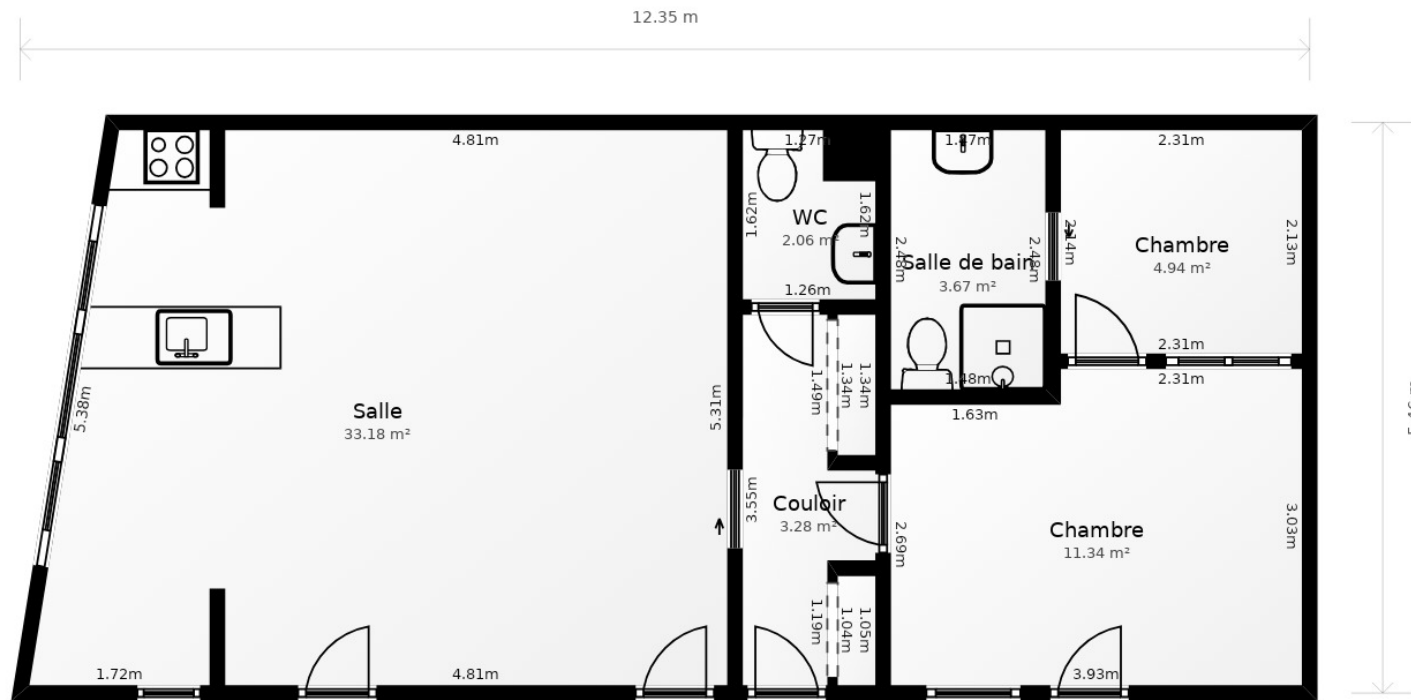 12.35 m
4.81m
1.27m
1.87m
2.31m
1.62m
1.62m
WC
2.06 m²
2.48m
Salle de bain
3.67 m²
2.48m
2.14m
Chambre
4.94 m²
2.13m
1.26m
2.31m
2.31m
5.38m
Salle
33.18 m²
5.31m
1.49m
1.34m
1.34m
1.48m
1.63m
3.55m
Couloir
3.28 m²
2.69m
Chambre
11.34 m²
3.03m
1.19m
1.04m
1.05m
1.72m
4.81m
3.93m